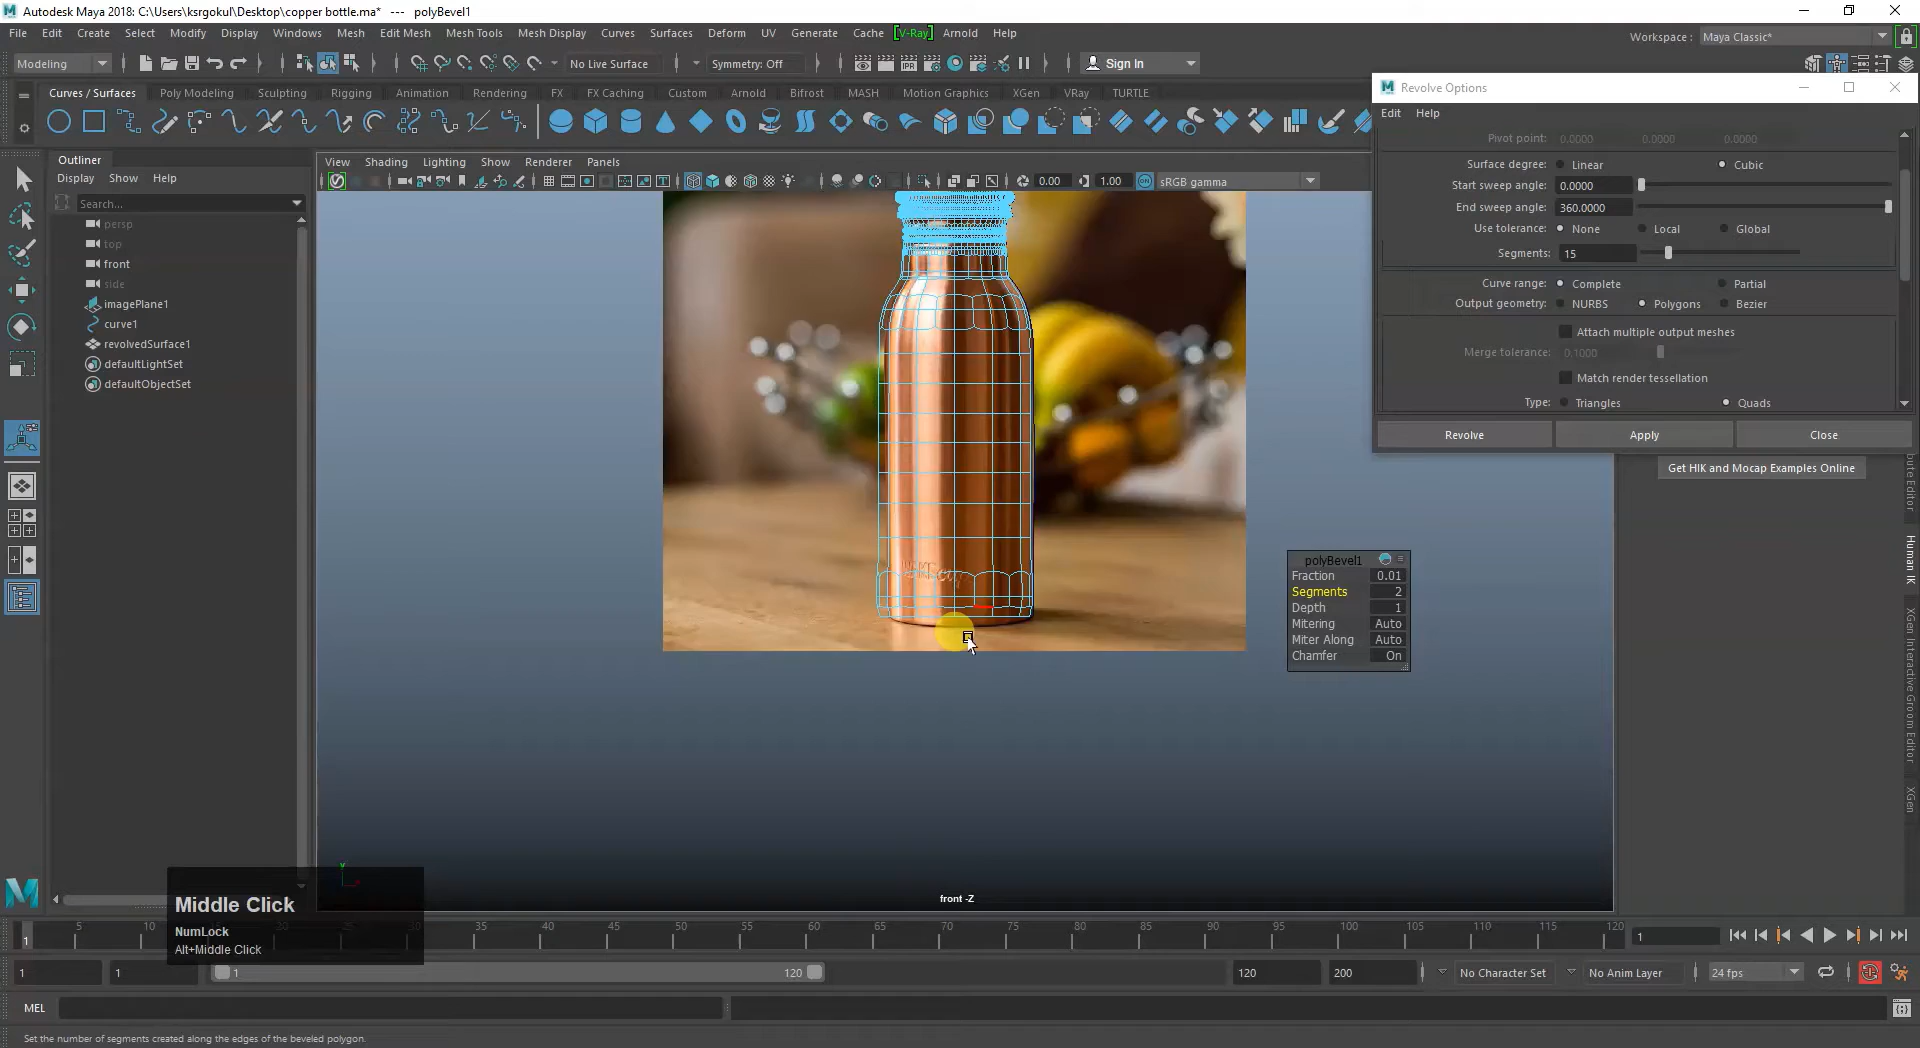 Autodesk Maya 2018: C:\Users\ksrgokul\Desktop\copper bottle.ma* --- polyBevel1
File Edit Create Select Modify Display Windows Mesh Edit Mesh Mesh Tools Mesh Display Curves Surfaces Deform UV Generate Cache [V-Ray] Arnold Help
Workspace : Maya Classic*
Modeling No Live Surface Symmetry: Off Sign In
Curves / Surfaces Poly Modeling Sculpting Rigging Animation Rendering FX FX Caching Custom Arnold Bifrost MASH Motion Graphics XGen VRay TURTLE
Revolve Options
Edit Help
Pivot point: 0.0000 0.0000 0.0000
Surface degree: Linear Cubic
Start sweep angle: 0.0000
End sweep angle: 360.0000
Use tolerance: None Local Global
Segments: 15
Curve range: Complete Partial
Output geometry: NURBS Polygons Bezier
Attach multiple output meshes
Merge tolerance: 0.1000
Match render tessellation
Type: Triangles Quads
Revolve Apply Close
Get HIK and Mocap Examples Online
Outliner
Display Show Help
Search...
persp
top
front
side
imagePlane1
curve1
revolvedSurface1
defaultLightSet
defaultObjectSet
View Shading Lighting Show Renderer Panels
0.00 1.00 sRGB gamma
polyBevel1
Fraction 0.01
Segments 2
Depth 1
Mitering Auto
Miter Along Auto
Chamfer On
bute Editor
Human IK
XGen Interactive Groom Editor
XGen
front -Z
Middle Click
NumLock
Alt+Middle Click
5 10 35 40 45 50 55 60 65 70 75 80 85 90 95 100 105 110 115 120
1
1
1 1 1 120 120 200 No Character Set No Anim Layer 24 fps
MEL
Set the number of segments created along the edges of the beveled polygon.